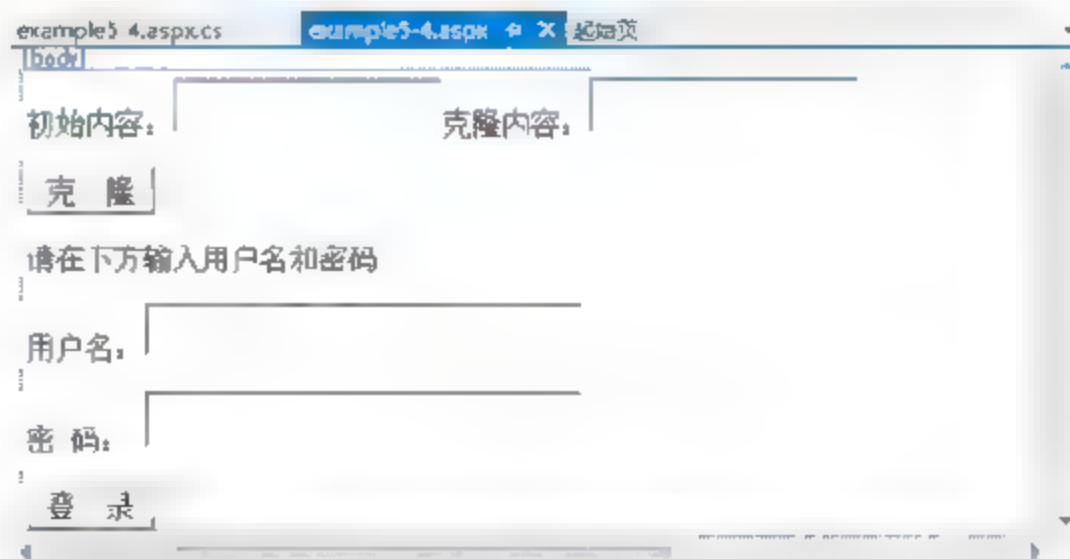 example5-4.aspx.cs example5-4.aspx 起始页
body
初始内容： 克隆内容：
克 隆
请在下方输入用户名和密码
用户名：
密 码：
登 录